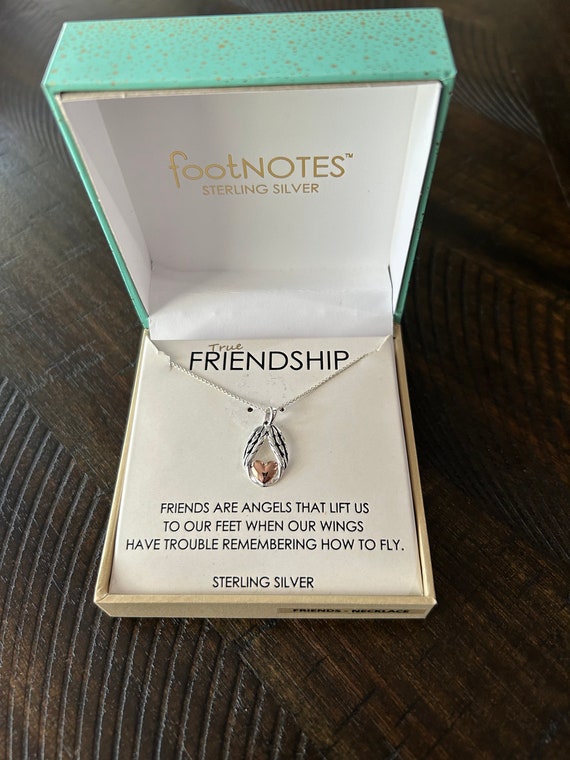 footNOTES™
STERLING SILVER
True
FRIENDSHIP
FRIENDS ARE ANGELS THAT LIFT US
TO OUR FEET WHEN OUR WINGS
HAVE TROUBLE REMEMBERING HOW TO FLY.
STERLING SILVER
FRIENDS - NECKLACE